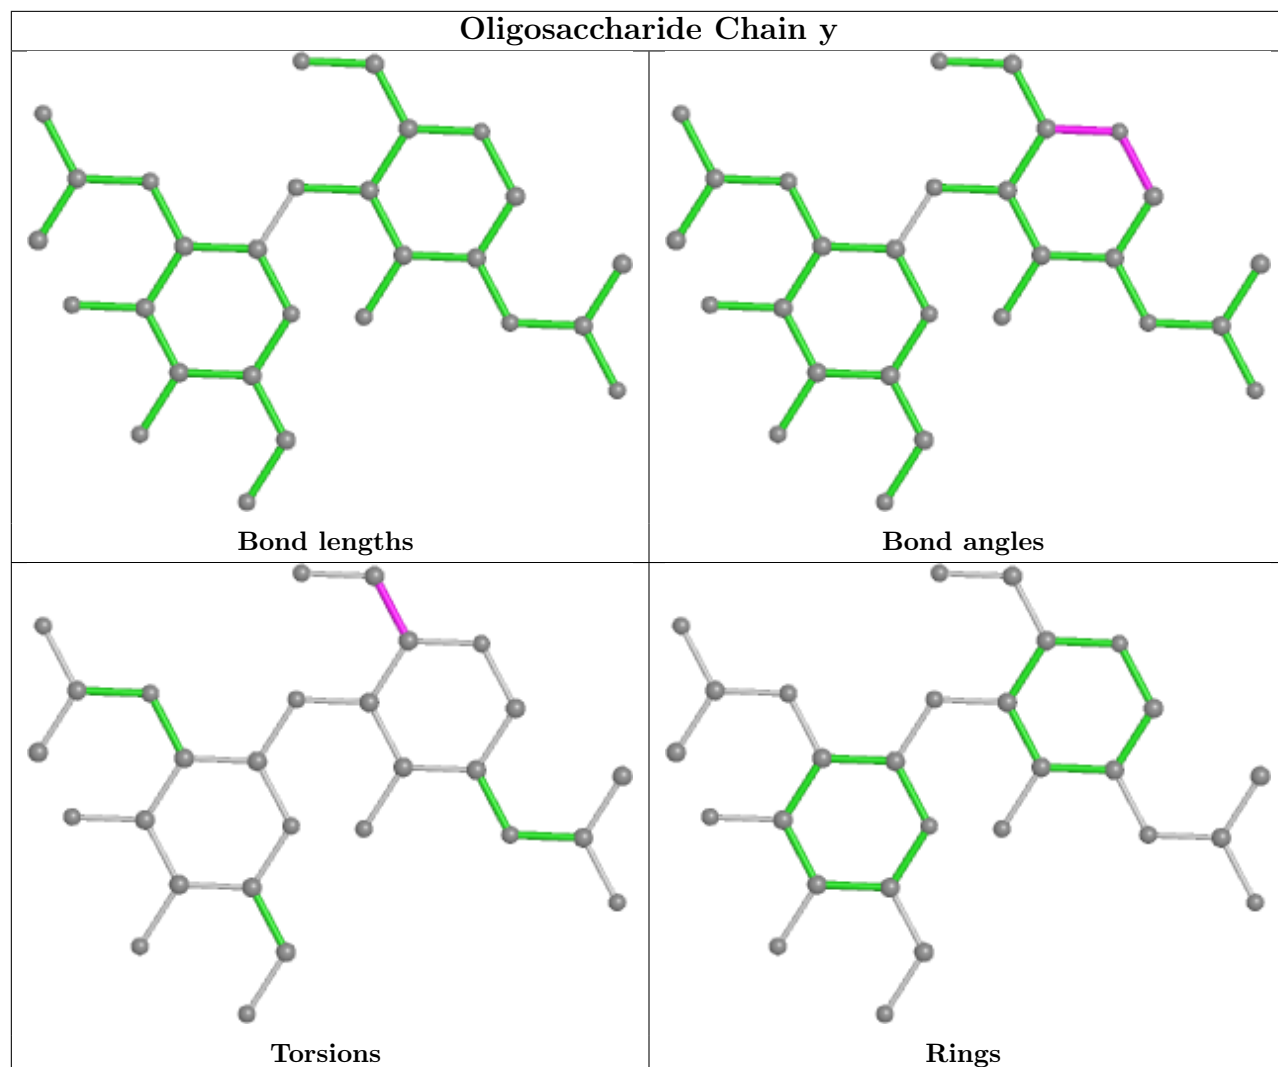 Oligosaccharide Chain y
Bond lengths
Bond angles
Torsions
Rings